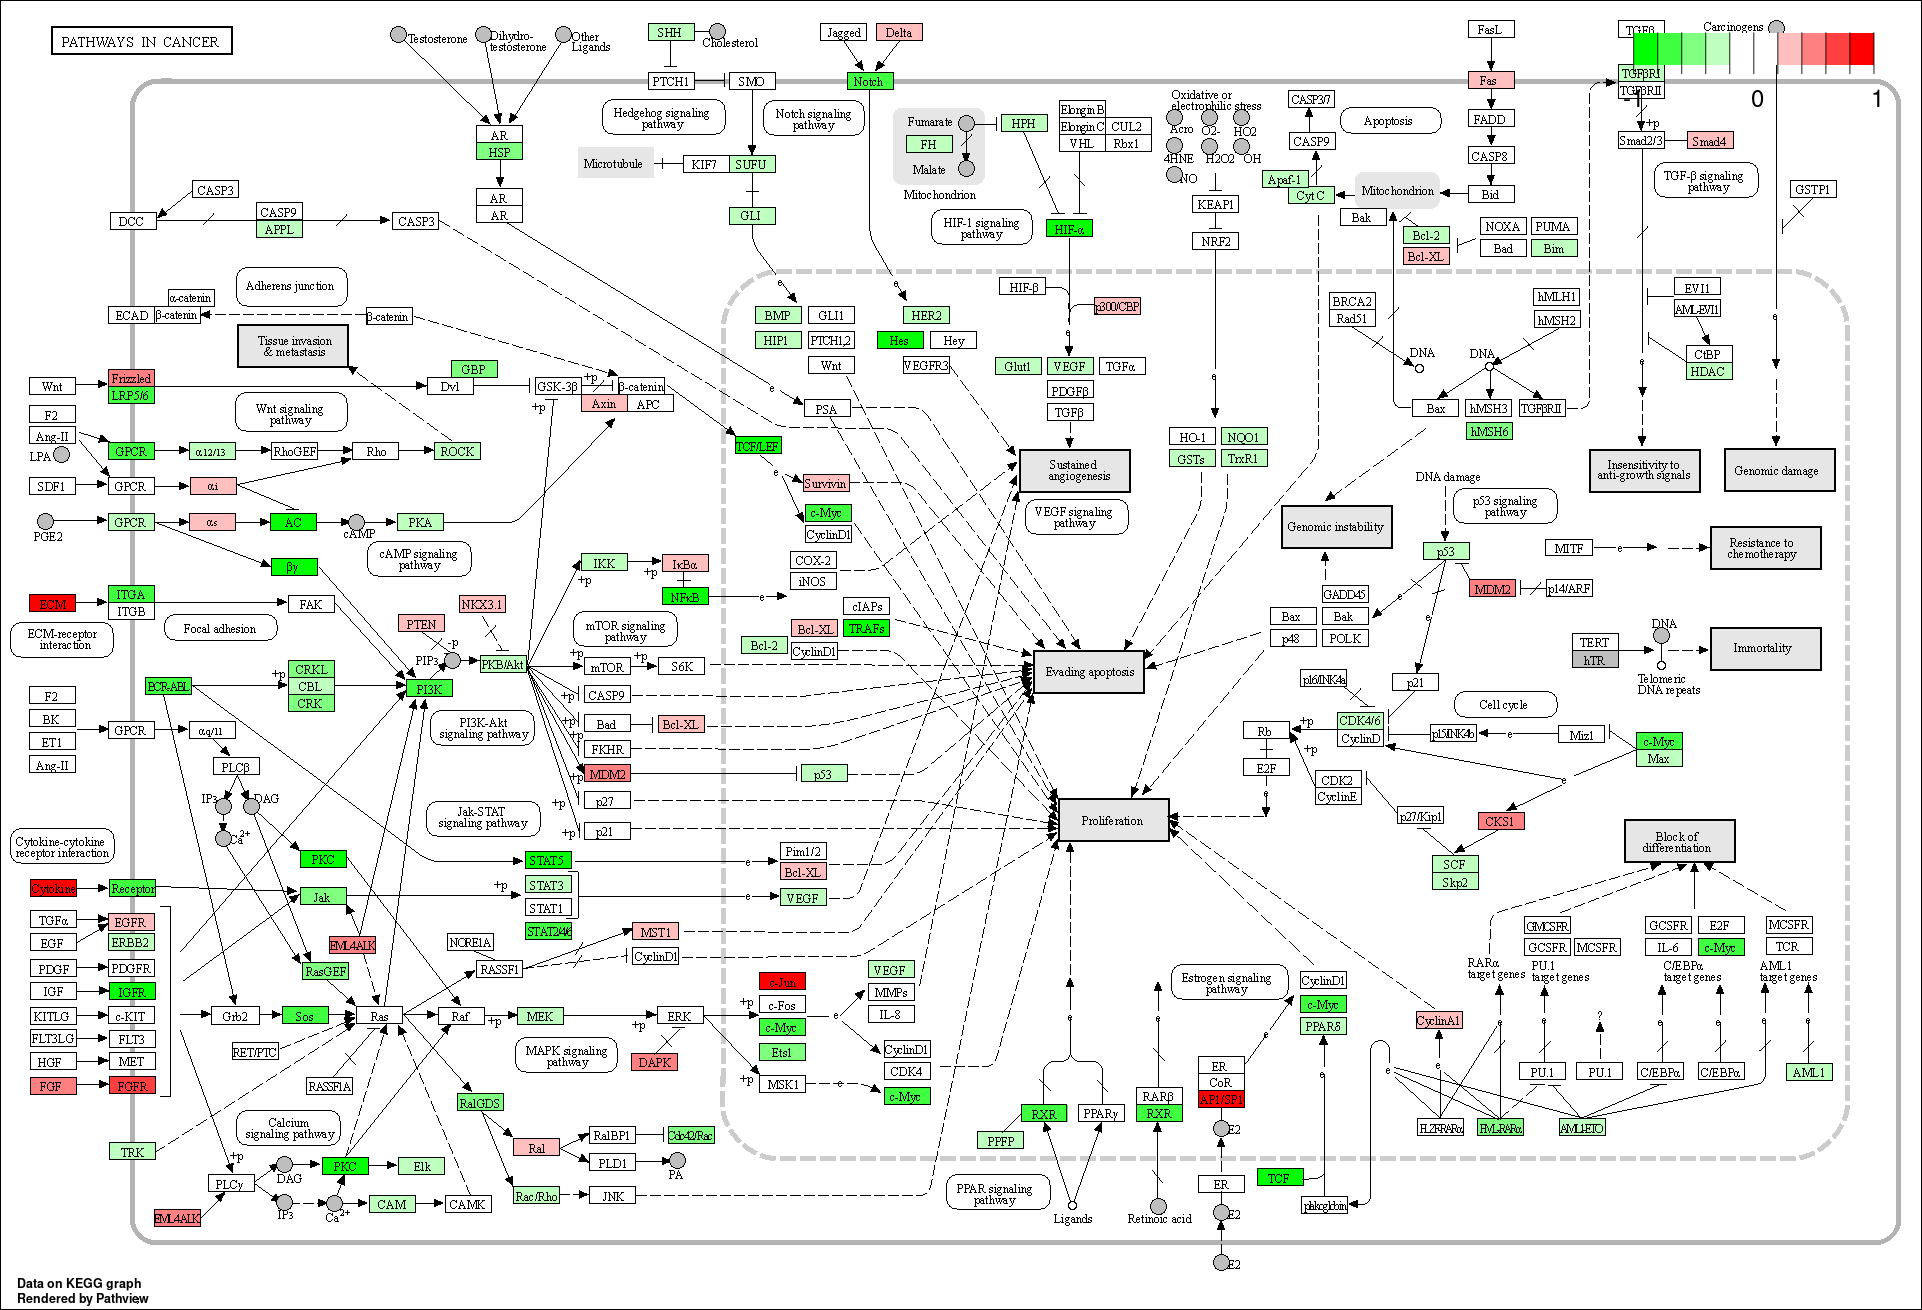 PATHWAYS IN CANCER
Testosterone
Dihydro-
testosterone
Other
Ligands
SHH
Cholesterol
Jagged
Delta
FasL
TGFβ
Carcinogens
-1
0
1
PTCH1
SMO
Notch
Fas
TGFβRI
TGFβRII
Hedgehog signaling
pathway
Notch signaling
pathway
AR
HSP
AR
AR
Microtubule
KIF7
SUFU
GLI
Fumarate
FH
Malate
Mitochondrion
HPH
Elongin B
Elongin C
CUL2
VHL
Rbx1
HIF-1 signaling
pathway
HIF-α
Oxidative or
electrophilic stress
Acro
O2-
HO2
4HNE
H2O2
OH
NO
KEAP1
NRF2
CASP3/7
CASP9
Apoptosis
Apaf-1
Cyt C
Mitochondrion
FADD
CASP8
Bid
Bak
Bcl-2
Bcl-XL
NOXA
PUMA
Bad
Bim
+p
Smad2/3
Smad4
TGF-β signaling
pathway
GSTP1
CASP3
DCC
CASP9
APPL
CASP3
Adherens junction
α-catenin
ECAD
β-catenin
β-catenin
Tissue invasion
& metastasis
e
e
BMP
GLI1
HIP1
PTCH1,2
Wnt
HER2
Hes
Hey
VEGFR3
HIF-β
p300/CBP
e
Glut1
VEGF
TGFα
PDGFβ
TGFβ
BRCA2
Rad51
DNA
hMLH1
hMSH2
DNA
Bax
hMSH3
TGFβRII
hMSH6
EVI1
AML-EVI1
CtBP
HDAC
e
e
e
Wnt
Frizzled
LRP5/6
Dvl
GBP
GSK-3β
+p
β-catenin
Axin
APC
+p
Wnt signaling
pathway
PSA
e
F2
Ang-II
LPA
GPCR
α12/13
RhoGEF
Rho
ROCK
TCF/LEF
e
SDF1
GPCR
αi
PGE2
GPCR
αs
AC
cAMP
PKA
cAMP signaling
pathway
βγ
Survivin
c-Myc
CyclinD1
COX-2
iNOS
Sustained
angiogenesis
VEGF signaling
pathway
HO-1
NQO1
GSTs
TrxR1
Genomic instability
DNA damage
p53 signaling
pathway
Insensitivity to
anti-growth signals
Genomic damage
p53
MDM2
p14/ARF
MITF
e
Resistance to
chemotherapy
IKK
+p
+p
IκBα
NFκB
e
ECM
ITGA
ITGB
FAK
ECM-receptor
interaction
Focal adhesion
NKX3.1
PTEN
-p
PIP3
PKB/Akt
mTOR signaling
pathway
cIAPs
Bcl-XL
TRAFs
Bcl-2
CyclinD1
+p
mTOR
+p
S6K
Evading apoptosis
GADD45
Bax
Bak
p48
POLK
e
e
p21
TERT
hTR
e
DNA
Telomeric
DNA repeats
Immortality
BCR-ABL
+p
CRKL
CBL
CRK
PI3K
PI3K-Akt
signaling pathway
+p
CASP9
+p
Bad
Bcl-XL
+p
FKHR
+p
MDM2
p53
+p
p27
+p
p21
F2
BK
ET1
Ang-II
GPCR
αq/11
PLCβ
IP3
DAG
Ca2+
p16/INK4a
CDK4/6
CyclinD
p15/INK4b
e
Miz1
c-Myc
Max
Cell cycle
Rb
+p
E2F
e
+p
CDK2
CyclinE
p27/Kip1
e
CKS1
SCF
Skp2
Jak-STAT
signaling pathway
Proliferation
Block of
differentiation
Cytokine-cytokine
receptor interaction
PKC
STAT5
e
Pim1/2
Bcl-XL
Cytokine
Receptor
Jak
+p
STAT3
STAT1
STAT2/4/6
e
VEGF
TGFα
EGFR
EGF
ERBB2
PDGF
PDGFR
IGF
IGFR
KITLG
c-KIT
FLT3LG
FLT3
HGF
MET
FGF
FGFR
EML4ALK
RasGEF
NORE1A
RASSF1
MST1
CyclinD1
Grb2
Sos
Ras
Raf
+p
MEK
+p
ERK
RET/PTC
RASSF1A
MAPK signaling
pathway
DAPK
+p
c-Jun
c-Fos
c-Myc
Ets1
e
VEGF
MMPs
IL-8
CyclinD1
CDK4
+p
MSK1
e
c-Myc
e
Estrogen signaling
pathway
e
CyclinD1
c-Myc
PPARδ
e
CyclinA1
e
GMCSFR
GCSFR
MCSFR
RARα
target genes
PU.1
target genes
GCSFR
E2F
IL-6
c-Myc
C/EBPα
target genes
MCSFR
TCR
AML1
target genes
e
e
?
e
e
e
PU.1
PU.1
C/EBPα
C/EBPα
AML1
e
e
PLZF-RARα
PML-RARα
AML1-ETO
ER
CoR
AP1/SP1
E2
ER
E2
E2
RARβ
RXR
RXR
PPARγ
PPFP
PPAR signaling
pathway
Ligands
Retinoic acid
TCF
plakoglobin
Calcium
signaling pathway
TRK
RalGDS
Ral
RalBP1
Cdc42/Rac
PLD1
PA
Rac/Rho
JNK
+p
PLCγ
DAG
PKC
Elk
IP3
Ca2+
CAM
CAMK
EML4ALK
Data on KEGG graph
Rendered by Pathview